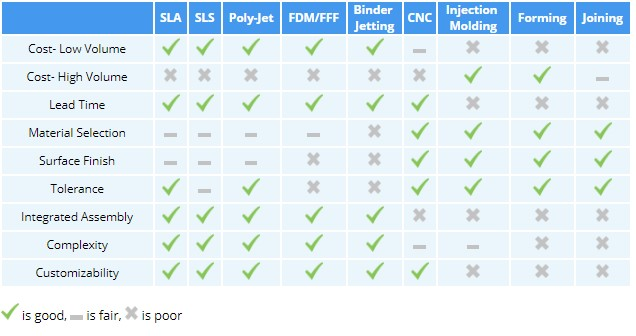 SLA SLS Poly-Jet FDM/FFF Binder Jetting CNC Injection Molding Forming Joining
Cost- Low Volume ✓ ✓ ✓ ✓ ✓ – ✖ ✖ ✖
Cost- High Volume ✖ ✖ ✖ ✖ ✖ ✖ ✓ ✓ –
Lead Time ✓ ✓ ✓ ✓ ✓ ✓ ✖ ✖ ✖
Material Selection – – – – ✖ ✓ ✓ ✓ ✓
Surface Finish – – – ✖ ✖ ✓ ✓ ✓ ✓
Tolerance ✓ – ✓ ✖ ✖ ✓ ✓ ✓ ✓
Integrated Assembly ✓ ✓ ✓ ✓ ✓ ✖ ✖ ✖ ✖
Complexity ✓ ✓ ✓ ✓ ✓ – – ✖ ✖
Customizability ✓ ✓ ✓ ✓ ✓ ✓ ✖ ✖ ✖
✓ is good, – is fair, ✖ is poor